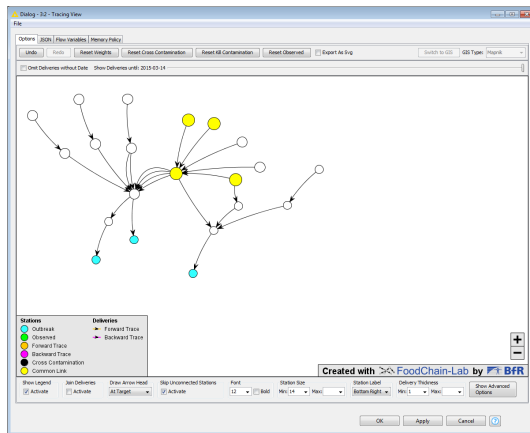 Dialog - 3:2 - Tracing View
File
Options JSON Flow Variables Memory Policy
Undo Redo Reset Weights Reset Cross Contamination Reset Kill Contamination Reset Observed Export As Svg Switch to GIS GIS Type: Mapnik
Omit Deliveries without Date Show Deliveries until: 2015-03-14
Stations Deliveries
Outbreak Forward Trace
Observed Backward Trace
Forward Trace
Backward Trace
Cross Contamination
Common Link
+
−
Created with FoodChain-Lab by BfR
Show Legend Join Deliveries Draw Arrow Head Skip Unconnected Stations Font Station Size Station Label Delivery Thickness
Activate Activate At Target Activate 12 Bold Min: 14 Max: Bottom Right Min: 1 Max: Show Advanced
Options
OK Apply Cancel ?